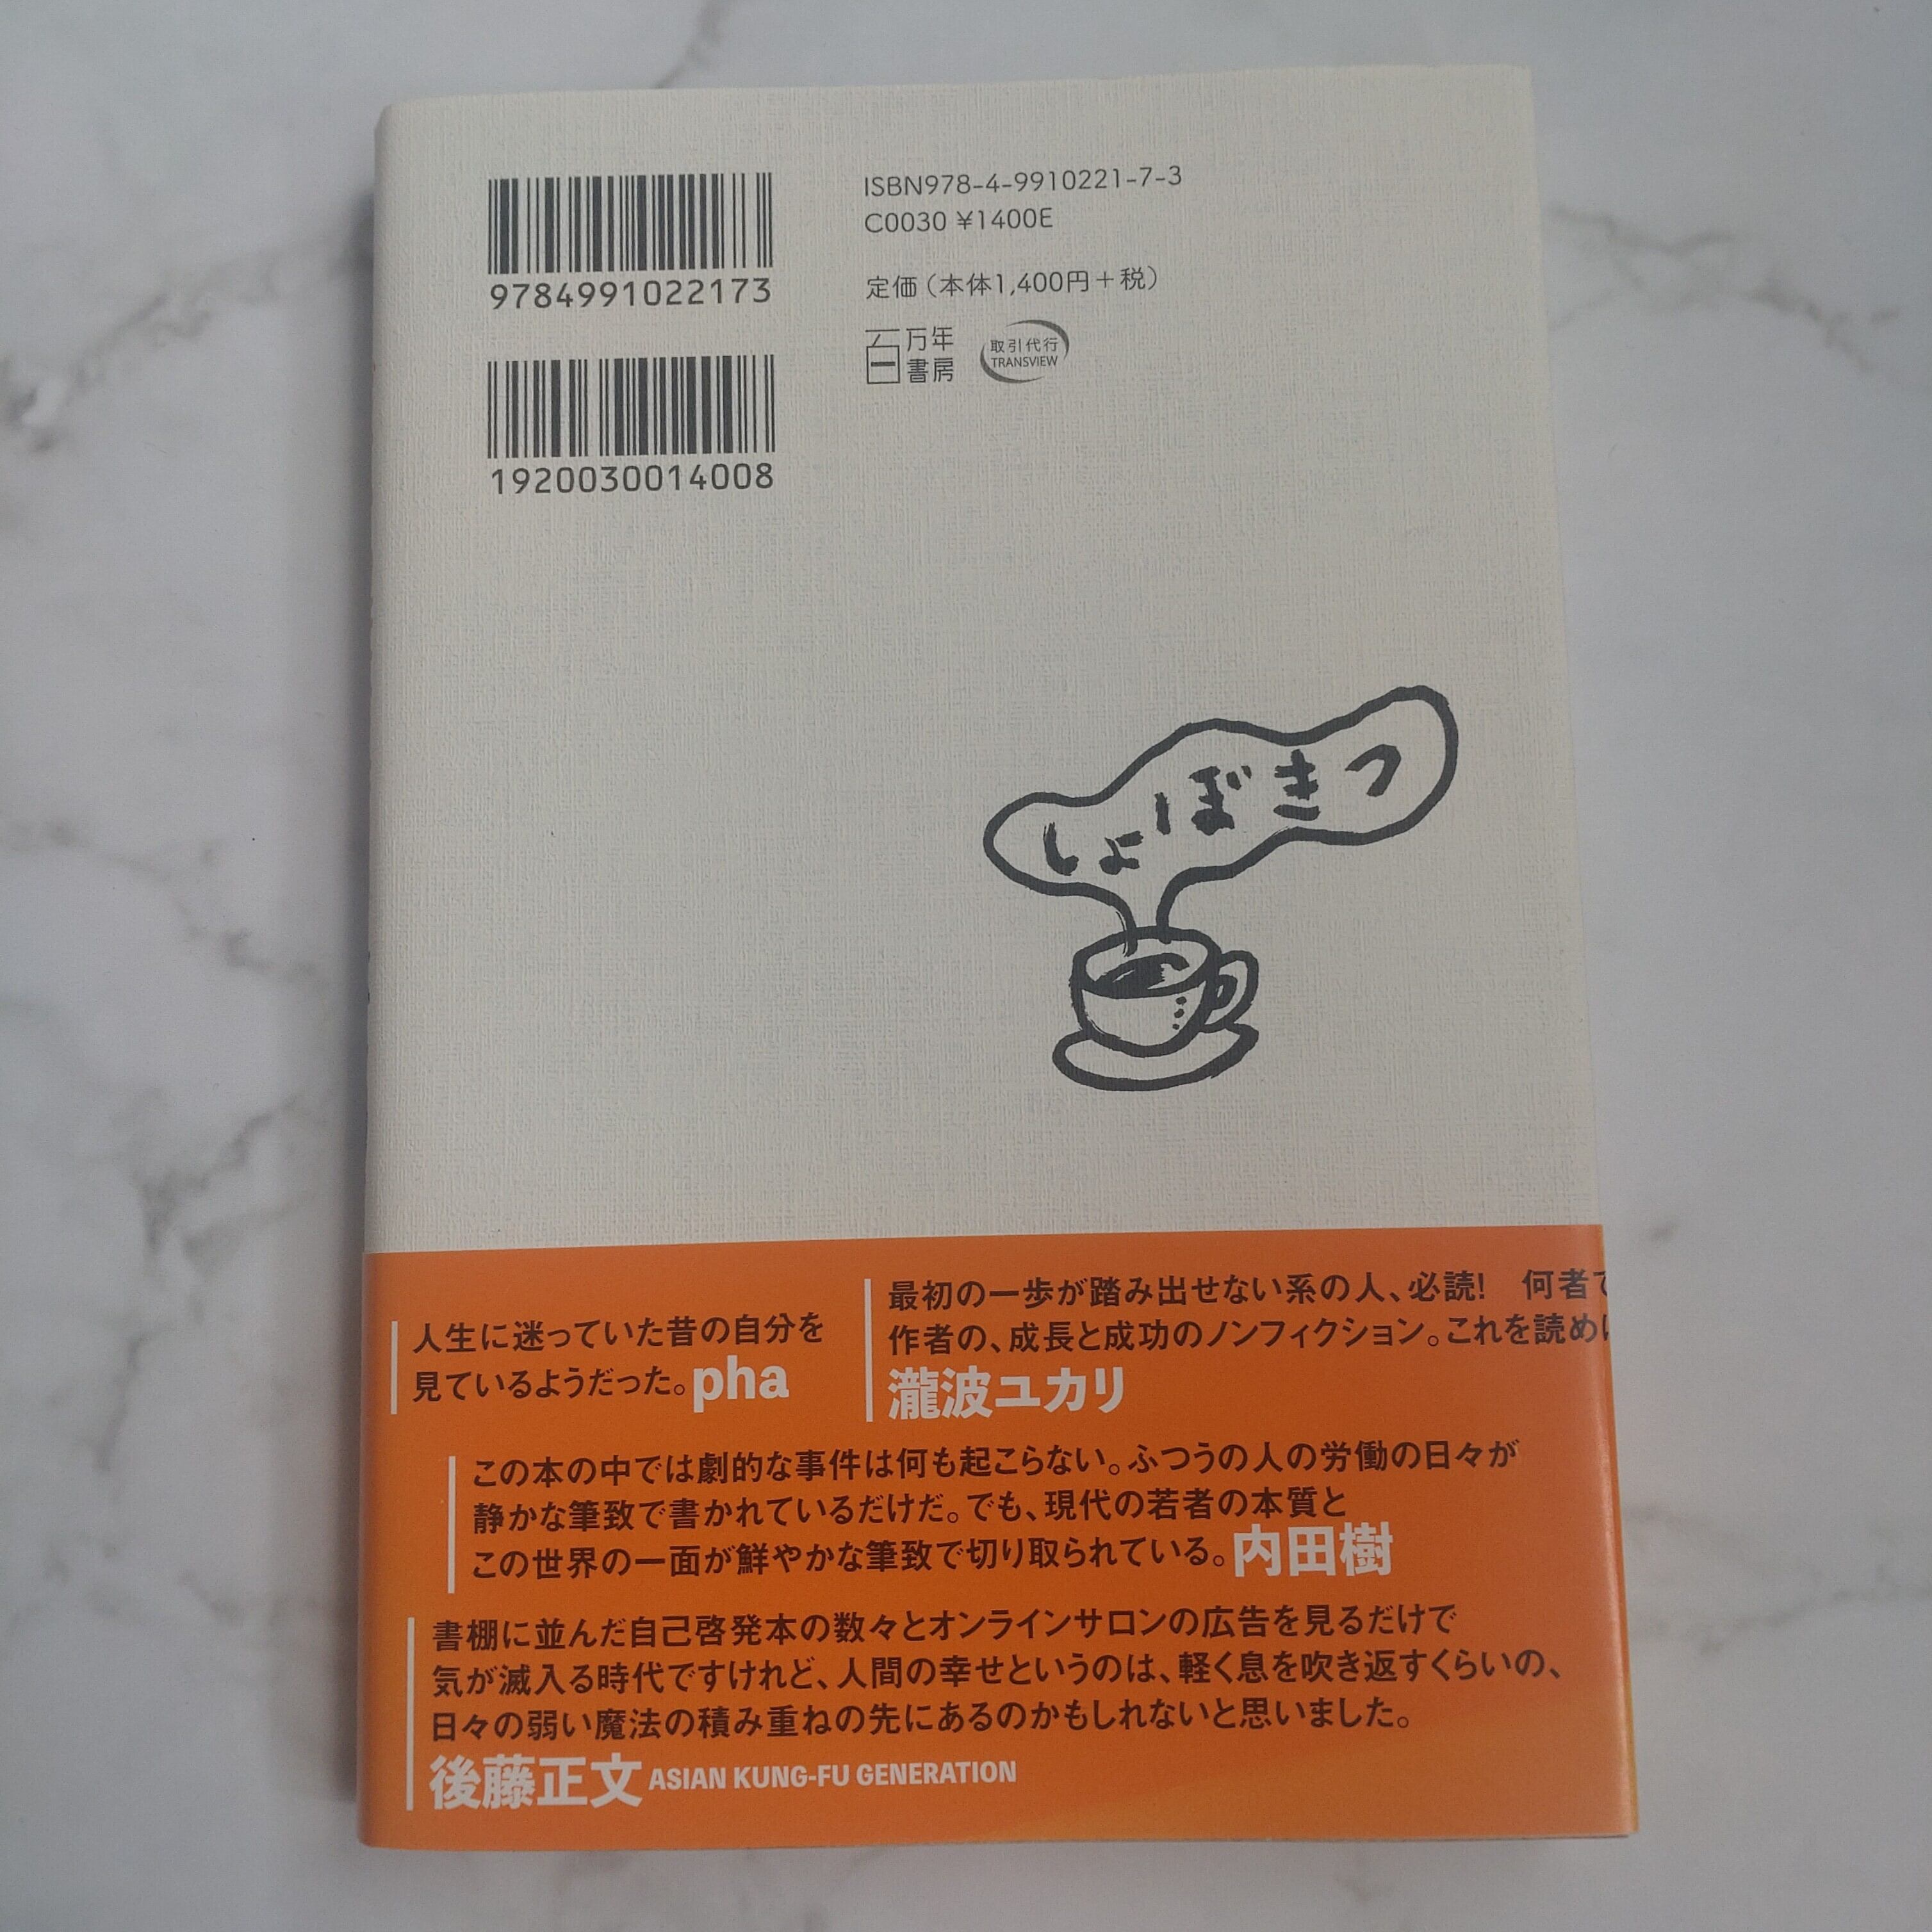 9784991022173
1920030014008
ISBN978-4-9910221-7-3
C0030 ¥1400E
定価（本体1,400円＋税）
百万年
書房
取引代行
TRANSVIEW
しょぼきつ
人生に迷っていた昔の自分を
見ているようだった。pha
最初の一歩が踏み出せない系の人、必読!　何者で
作者の、成長と成功のノンフィクション。これを読め
瀧波ユカリ
この本の中では劇的な事件は何も起こらない。ふつうの人の労働の日々が
静かな筆致で書かれているだけだ。でも、現代の若者の本質と
この世界の一面が鮮やかな筆致で切り取られている。内田樹
書棚に並んだ自己啓発本の数々とオンラインサロンの広告を見るだけで
気が滅入る時代ですけれど、人間の幸せというのは、軽く息を吹き返すくらいの、
日々の弱い魔法の積み重ねの先にあるのかもしれないと思いました。
後藤正文 ASIAN KUNG-FU GENERATION